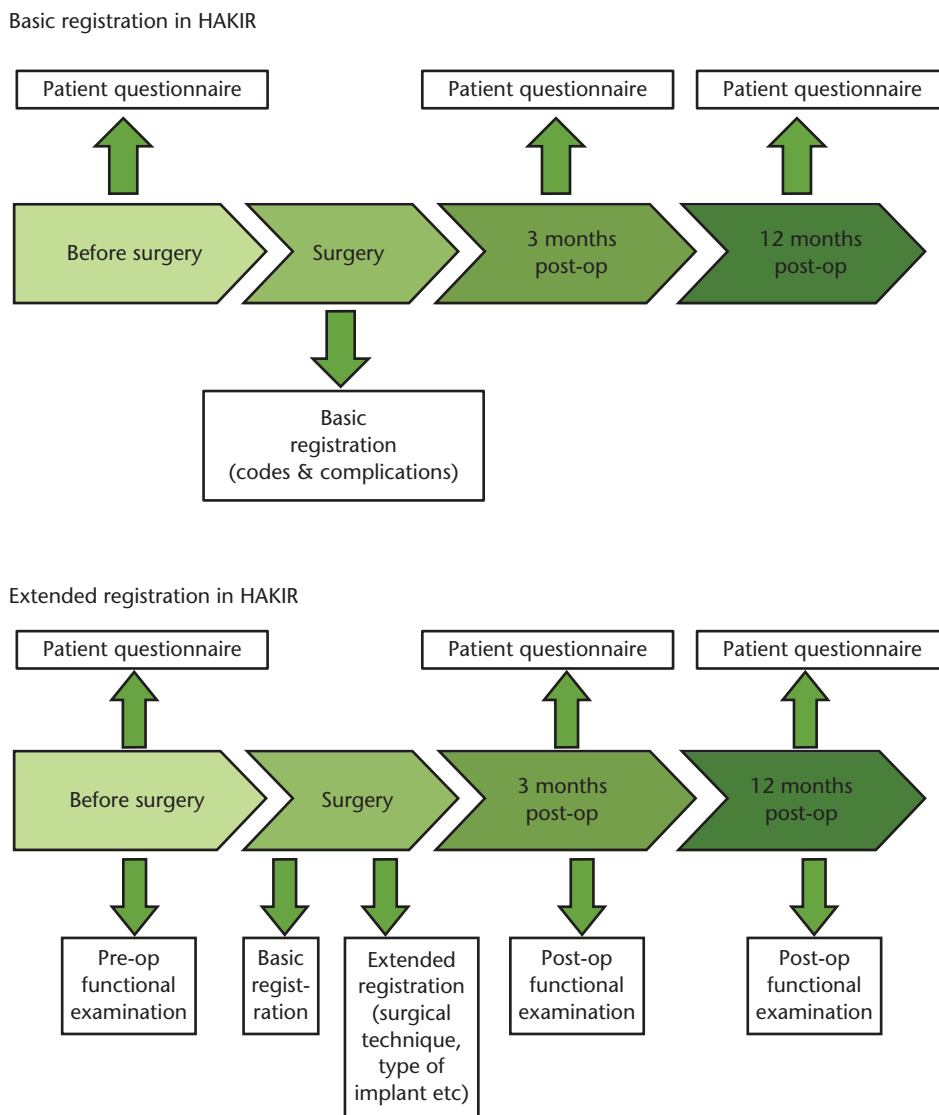 Basic registration in HAKIR
Patient questionnaire
Patient questionnaire
Patient questionnaire
Before surgery
Surgery
3 months
post-op
12 months
post-op
Basic
registration
(codes & complications)
Extended registration in HAKIR
Patient questionnaire
Patient questionnaire
Patient questionnaire
Before surgery
Surgery
3 months
post-op
12 months
post-op
Pre-op
functional
examination
Basic
regist-
ration
Extended
registration
(surgical
technique,
type of
implant etc)
Post-op
functional
examination
Post-op
functional
examination